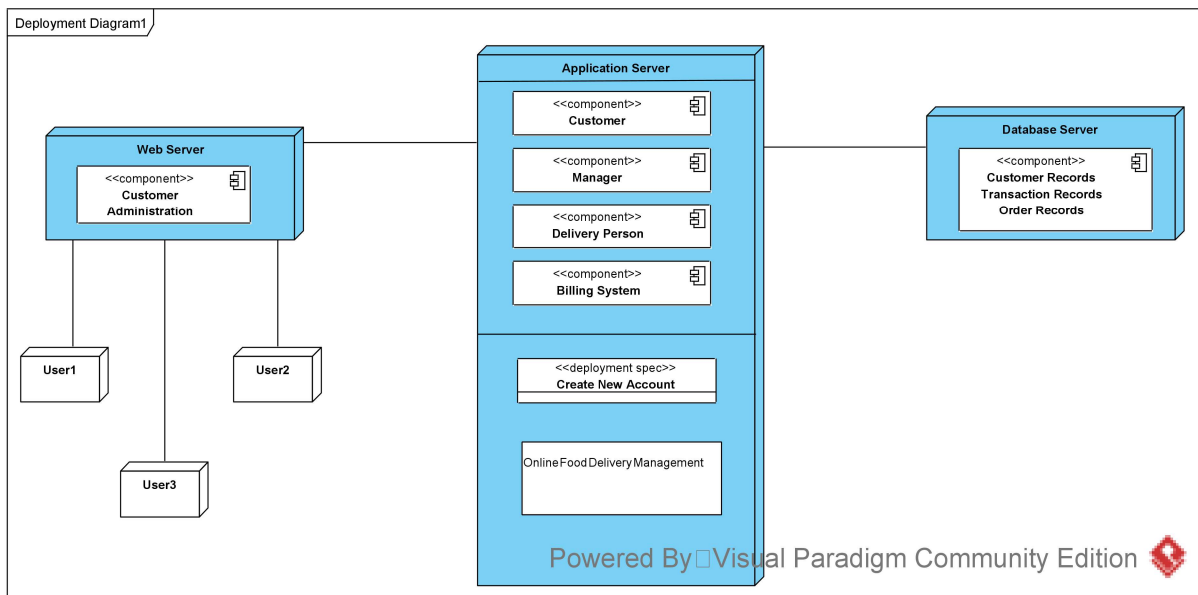 Deployment Diagram1
Web Server
<<component>>
Customer
Administration
User1
User2
User3
Application Server
<<component>>
Customer
<<component>>
Manager
<<component>>
Delivery Person
<<component>>
Billing System
<<deployment spec>>
Create New Account
Online Food Delivery Management
Database Server
<<component>>
Customer Records
Transaction Records
Order Records
Powered By□Visual Paradigm Community Edition